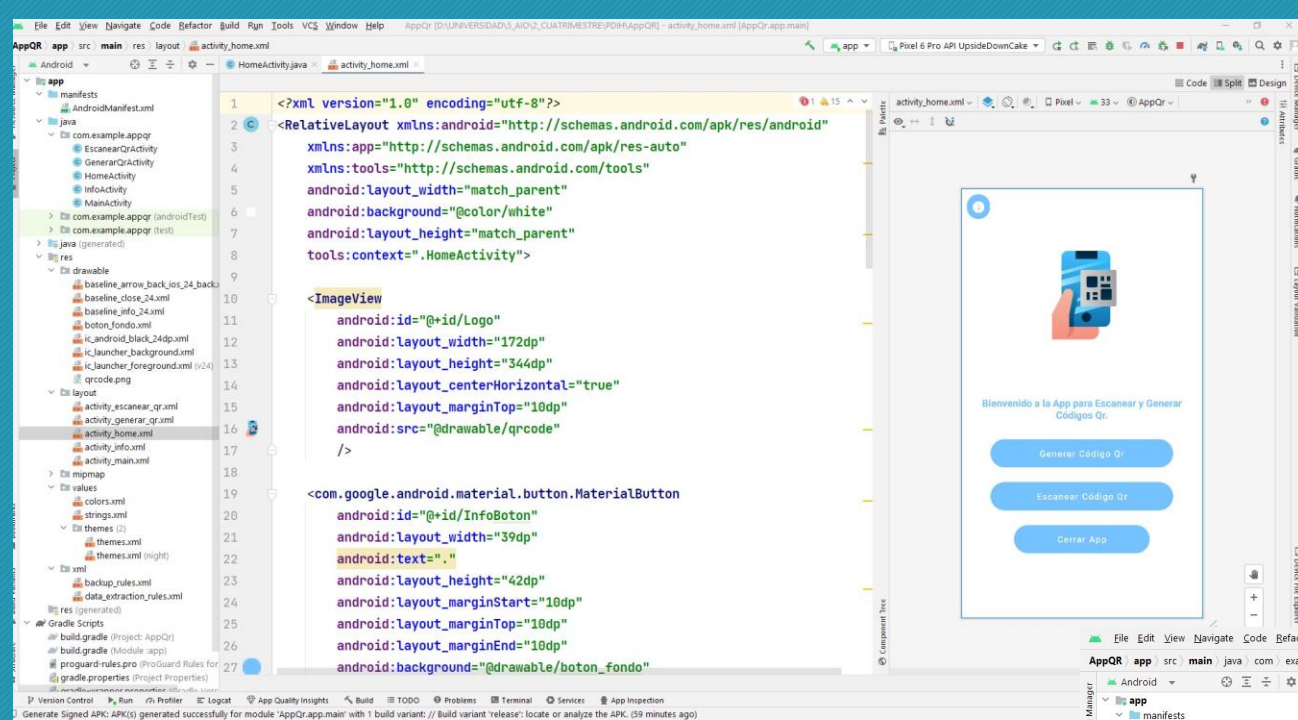 File Edit View Navigate Code Refactor Build Run Tools VCS Window Help AppQr [D:\UNIVERSIDAD\5_AIO\2_CUATRIMESTRE\PDIH\AppQR] - activity_home.xml [AppQr.app.main]
AppQR app src main res layout activity_home.xml
app Pixel 6 Pro API UpsideDownCake
Android
HomeActivity.java activity_home.xml
Code Split Design
app
manifests
AndroidManifest.xml
java
com.example.appqr
EscanearQrActivity
GenerarQrActivity
HomeActivity
InfoActivity
MainActivity
com.example.appqr (androidTest)
com.example.appqr (test)
java (generated)
res
drawable
baseline_arrow_back_ios_24_back.
baseline_close_24.xml
baseline_info_24.xml
boton_fondo.xml
ic_android_black_24dp.xml
ic_launcher_background.xml
ic_launcher_foreground.xml (v24)
qrcode.png
layout
activity_escanear_qr.xml
activity_generar_qr.xml
activity_home.xml
activity_info.xml
activity_main.xml
mipmap
values
colors.xml
strings.xml
themes (2)
themes.xml
themes.xml (night)
xml
backup_rules.xml
data_extraction_rules.xml
res (generated)
Gradle Scripts
build.gradle (Project: AppQr)
build.gradle (Module :app)
proguard-rules.pro (ProGuard Rules for
gradle.properties (Project Properties)
1 <?xml version="1.0" encoding="utf-8"?>
2 <RelativeLayout xmlns:android="http://schemas.android.com/apk/res/android"
3 xmlns:app="http://schemas.android.com/apk/res-auto"
4 xmlns:tools="http://schemas.android.com/tools"
5 android:layout_width="match_parent"
6 android:background="@color/white"
7 android:layout_height="match_parent"
8 tools:context=".HomeActivity">
9
10 <ImageView
11 android:id="@+id/Logo"
12 android:layout_width="172dp"
13 android:layout_height="344dp"
14 android:layout_centerHorizontal="true"
15 android:layout_marginTop="10dp"
16 android:src="@drawable/qrcode"
17 />
18
19 <com.google.android.material.button.MaterialButton
20 android:id="@+id/InfoBoton"
21 android:layout_width="39dp"
22 android:text="."
23 android:layout_height="42dp"
24 android:layout_marginStart="10dp"
25 android:layout_marginTop="10dp"
26 android:layout_marginEnd="10dp"
27 android:background="@drawable/boton_fondo"
1 15
Palette
Component Tree
activity_home.xml Pixel 33 AppQr
Bienvenido a la App para Escanear y Generar
Códigos Qr.
Generar Código Qr
Escanear Código Qr
Cerrar App
Attributes
Gradle
Notifications
Layout Validation
Device File Explorer
Version Control Run Profiler Logcat App Quality Insights Build TODO Problems Terminal Services App Inspection
Generate Signed APK: APK(s) generated successfully for module 'AppQr.app.main' with 1 build variant: // Build variant 'release': locate or analyze the APK. (59 minutes ago)
File Edit View Navigate Code Refac
AppQR app src main java com exa
Android
app
manifests